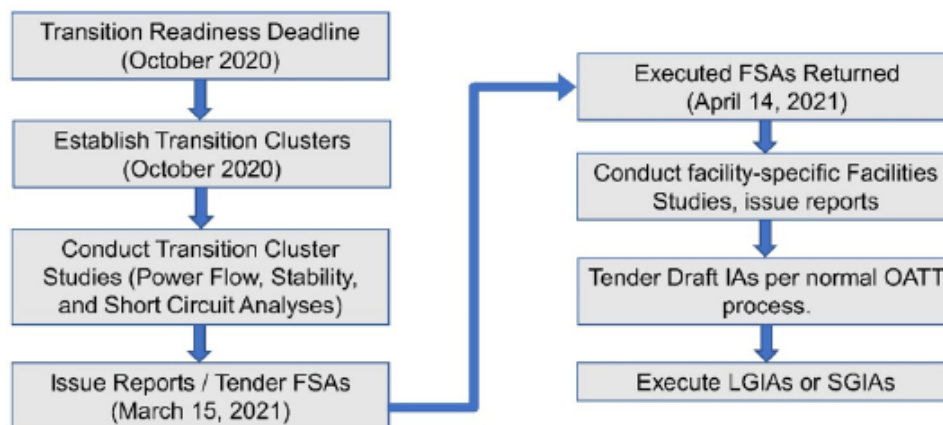 Transition Readiness Deadline
(October 2020)
Establish Transition Clusters
(October 2020)
Conduct Transition Cluster
Studies (Power Flow, Stability,
and Short Circuit Analyses)
Issue Reports / Tender FSAs
(March 15, 2021)
Executed FSAs Returned
(April 14, 2021)
Conduct facility-specific Facilities
Studies, issue reports
Tender Draft IAs per normal OATT
process.
Execute LGIAs or SGIAs